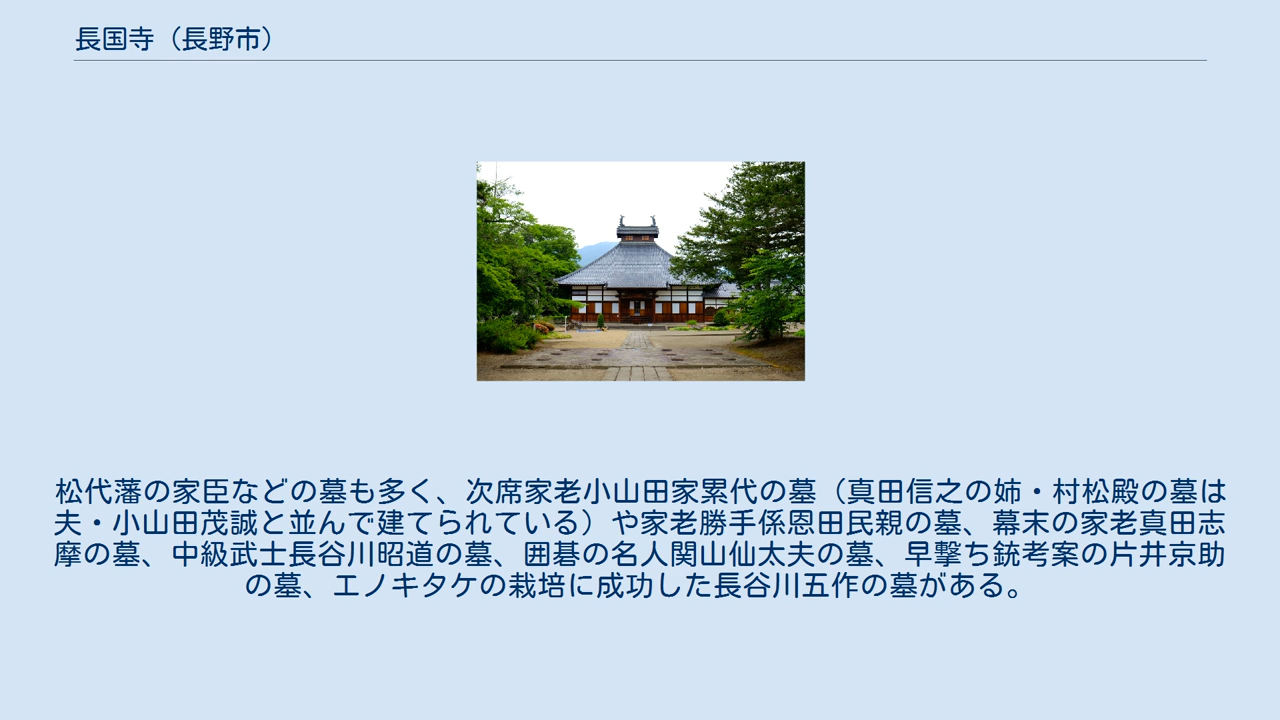 長国寺（長野市）
松代藩の家臣などの墓も多く、次席家老小山田家累代の墓（真田信之の姉・村松殿の墓は
夫・小山田茂誠と並んで建てられている）や家老勝手係恩田民親の墓、幕末の家老真田志
摩の墓、中級武士長谷川昭道の墓、囲碁の名人関山仙太夫の墓、早撃ち銃考案の片井京助
の墓、エノキタケの栽培に成功した長谷川五作の墓がある。